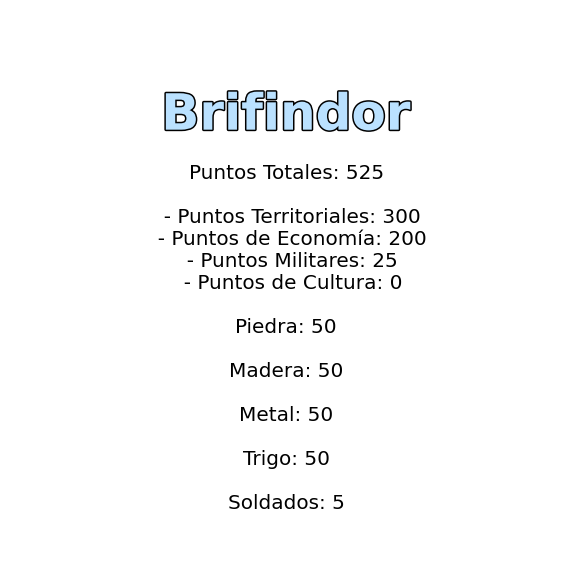 Brifindor
Puntos Totales: 525
- Puntos Territoriales: 300
- Puntos de Economía: 200
- Puntos Militares: 25
- Puntos de Cultura: 0
Piedra: 50
Madera: 50
Metal: 50
Trigo: 50
Soldados: 5